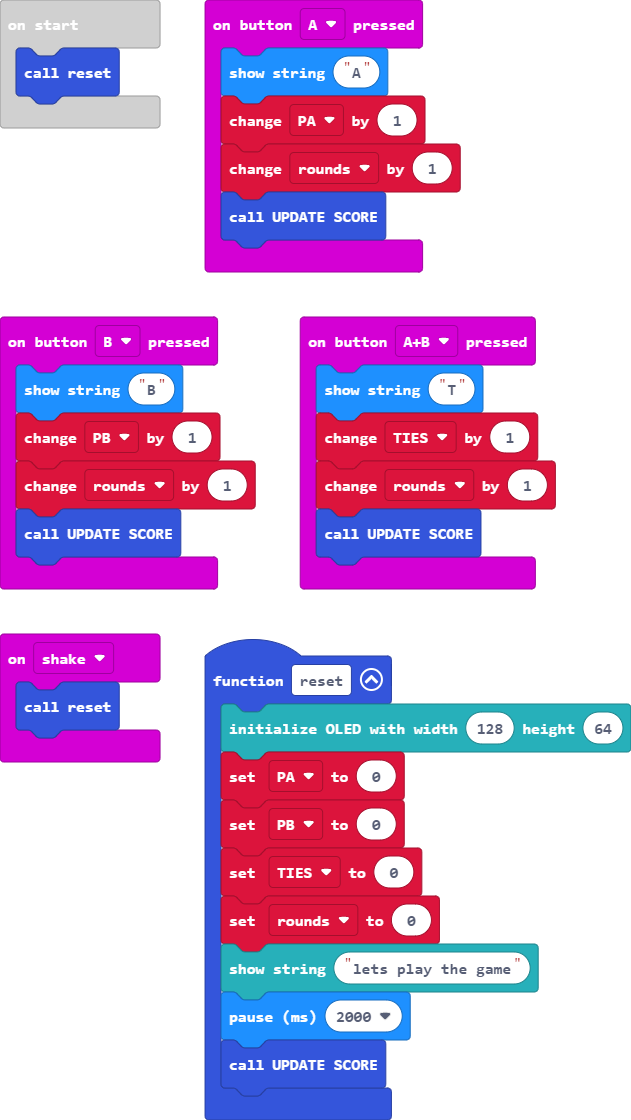 on start
call reset
on button A pressed
show string "A"
change PA by 1
change rounds by 1
call UPDATE SCORE
on button B pressed
show string "B"
change PB by 1
change rounds by 1
call UPDATE SCORE
on button A+B pressed
show string "T"
change TIES by 1
change rounds by 1
call UPDATE SCORE
on shake
call reset
function reset
initialize OLED with width 128 height 64
set PA to 0
set PB to 0
set TIES to 0
set rounds to 0
show string "lets play the game"
pause (ms) 2000
call UPDATE SCORE